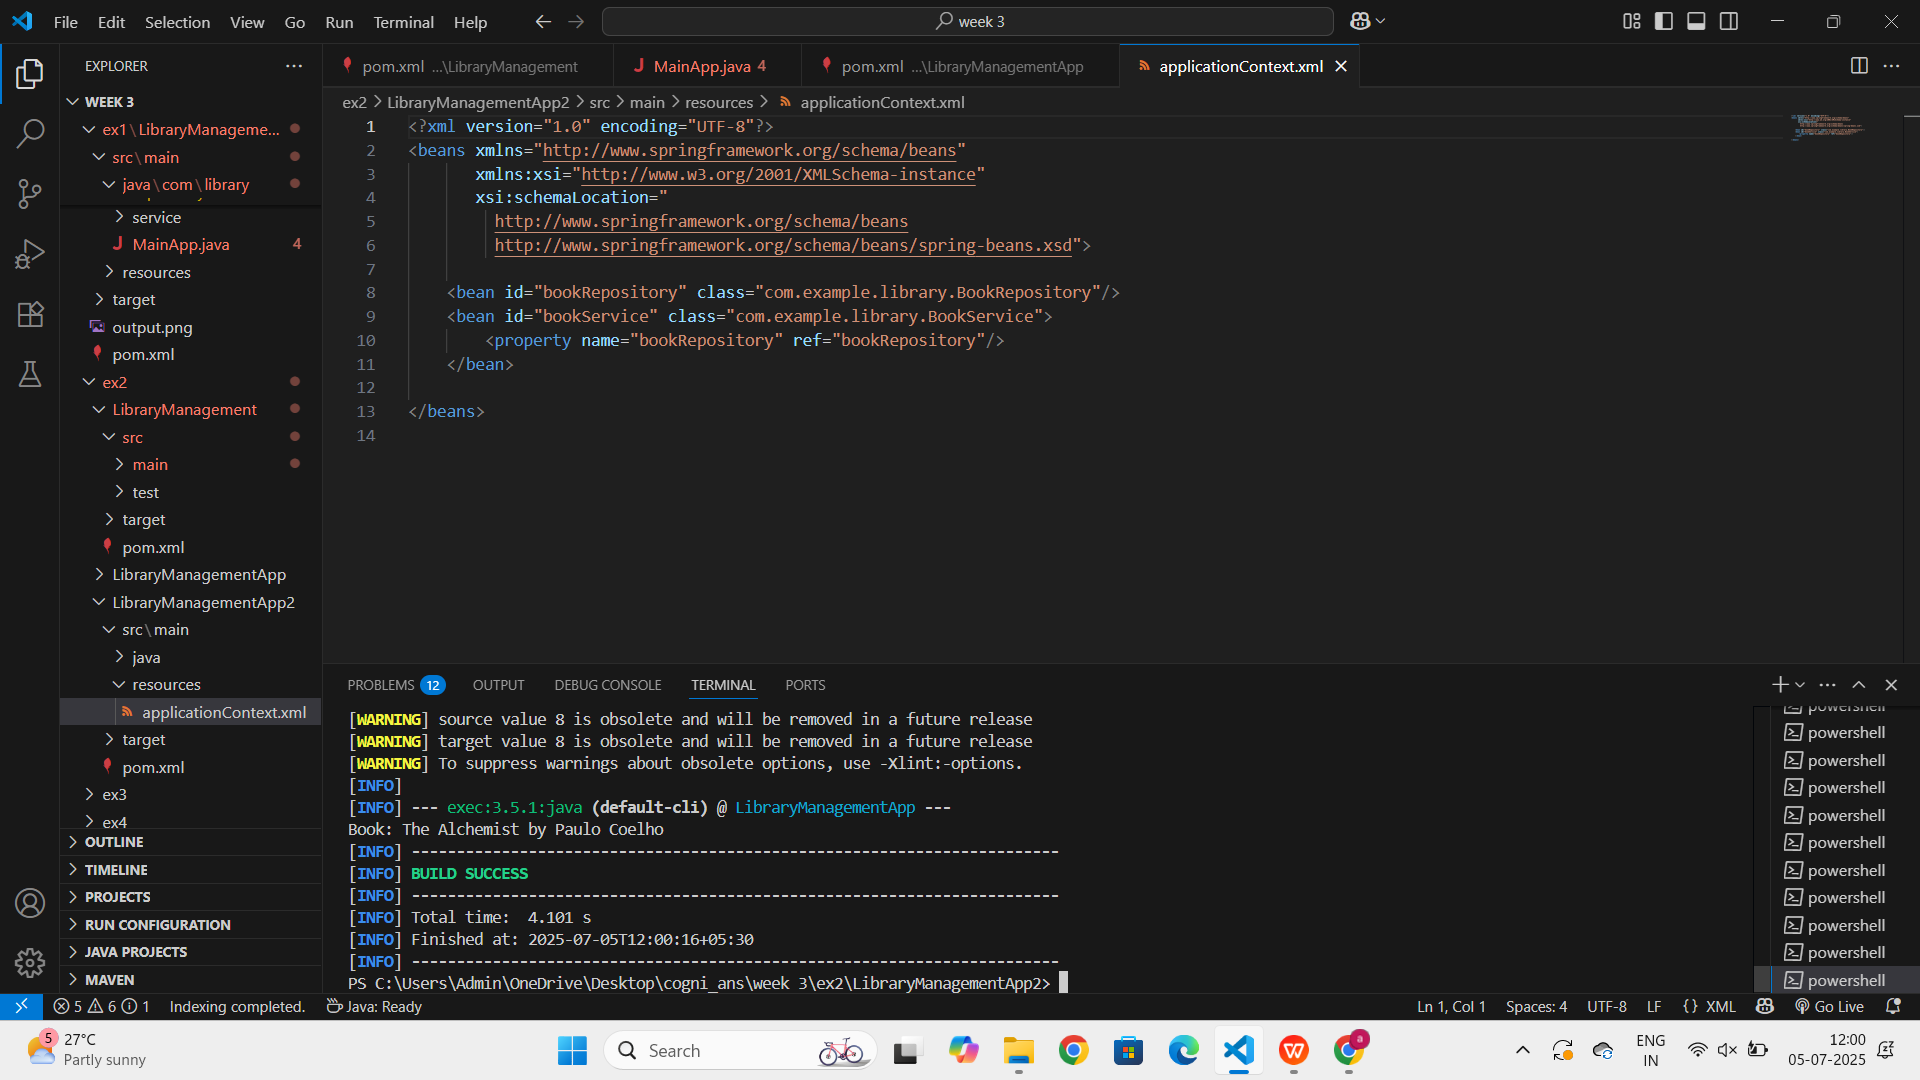 File Edit Selection View Go Run Terminal Help
week 3
EXPLORER
WEEK 3
ex1\LibraryManageme...
src\main
java\com\library
service
MainApp.java 4
resources
target
output.png
pom.xml
ex2
LibraryManagement
src
main
test
target
pom.xml
LibraryManagementApp
LibraryManagementApp2
src\main
java
resources
applicationContext.xml
target
pom.xml
ex3
ex4
OUTLINE
TIMELINE
PROJECTS
RUN CONFIGURATION
JAVA PROJECTS
MAVEN
pom.xml ...\LibraryManagement
MainApp.java 4
pom.xml ...\LibraryManagementApp
applicationContext.xml
ex2 > LibraryManagementApp2 > src > main > resources > applicationContext.xml
1 <?xml version="1.0" encoding="UTF-8"?>
2 <beans xmlns="http://www.springframework.org/schema/beans"
3 xmlns:xsi="http://www.w3.org/2001/XMLSchema-instance"
4 xsi:schemaLocation="
5 http://www.springframework.org/schema/beans
6 http://www.springframework.org/schema/beans/spring-beans.xsd">
7
8 <bean id="bookRepository" class="com.example.library.BookRepository"/>
9 <bean id="bookService" class="com.example.library.BookService">
10 <property name="bookRepository" ref="bookRepository"/>
11 </bean>
12
13 </beans>
14
PROBLEMS 12 OUTPUT DEBUG CONSOLE TERMINAL PORTS
[WARNING] source value 8 is obsolete and will be removed in a future release
[WARNING] target value 8 is obsolete and will be removed in a future release
[WARNING] To suppress warnings about obsolete options, use -Xlint:-options.
[INFO]
[INFO] --- exec:3.5.1:java (default-cli) @ LibraryManagementApp ---
Book: The Alchemist by Paulo Coelho
[INFO] ------------------------------------------------------------------------
[INFO] BUILD SUCCESS
[INFO] ------------------------------------------------------------------------
[INFO] Total time:  4.101 s
[INFO] Finished at: 2025-07-05T12:00:16+05:30
[INFO] ------------------------------------------------------------------------
PS C:\Users\Admin\OneDrive\Desktop\cogni_ans\week 3\ex2\LibraryManagementApp2>
powershell
powershell
powershell
powershell
powershell
powershell
powershell
powershell
powershell
powershell
powershell
5 6 1 Indexing completed. Java: Ready
Ln 1, Col 1 Spaces: 4 UTF-8 LF {} XML Go Live
5
27°C
Partly sunny
Search
a
ENG
IN
12:00
05-07-2025